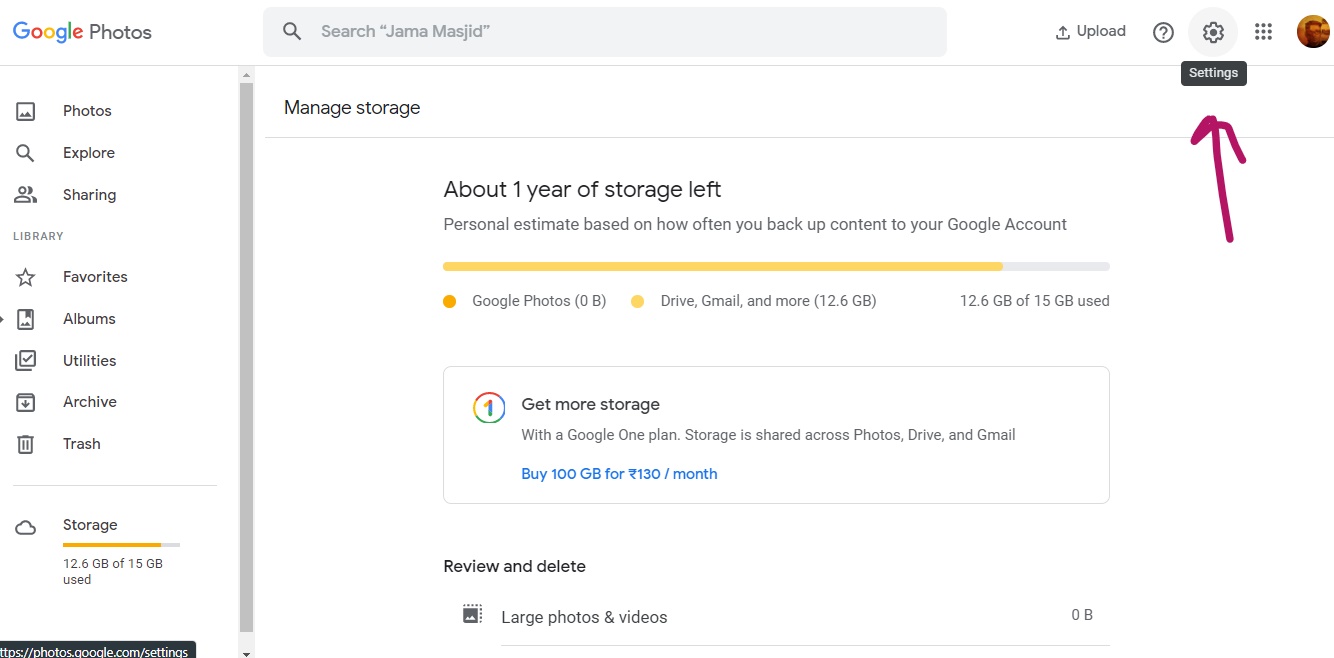 Google Photos
Search “Jama Masjid”
Upload
Settings
Photos
Explore
Sharing
LIBRARY
Favorites
Albums
Utilities
Archive
Trash
Storage
12.6 GB of 15 GB
used
Manage storage
About 1 year of storage left
Personal estimate based on how often you back up content to your Google Account
Google Photos (0 B) Drive, Gmail, and more (12.6 GB) 12.6 GB of 15 GB used
1
Get more storage
With a Google One plan. Storage is shared across Photos, Drive, and Gmail
Buy 100 GB for ₹130 / month
Review and delete
Large photos & videos 0 B
ttps://photos.google.com/settings